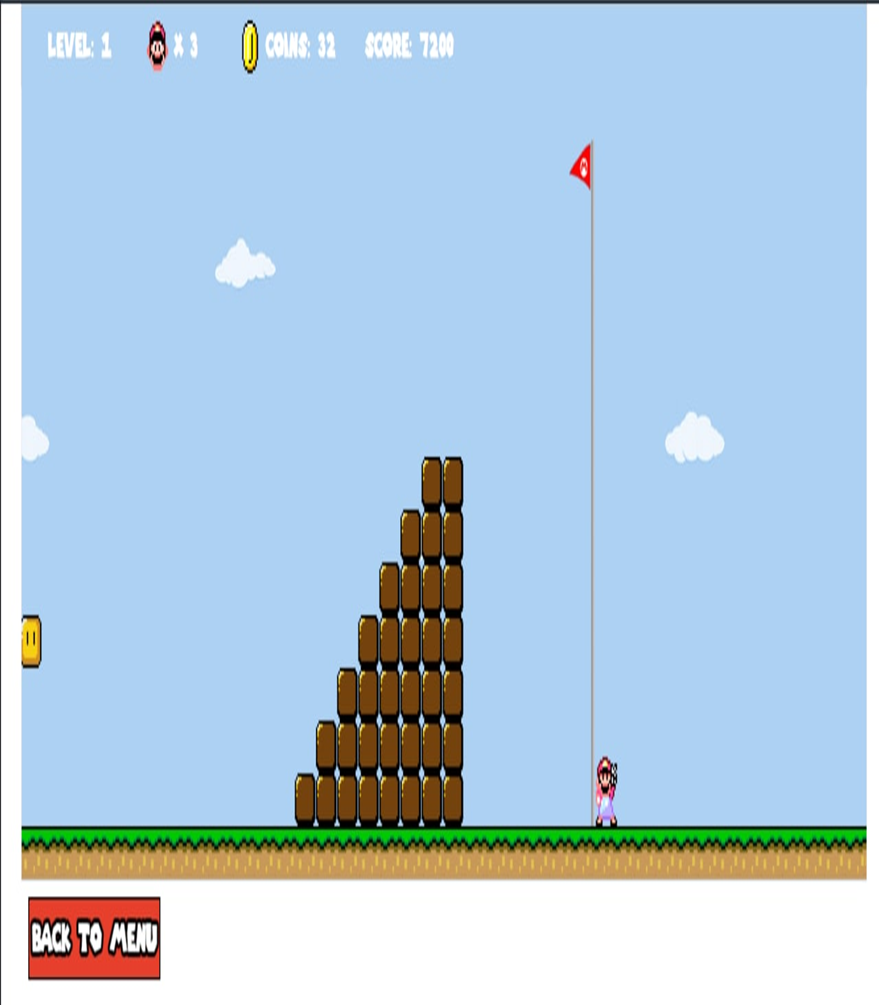 LEVEL: 1 X 3 COINS: 32 SCORE: 7200
BACK TO MENU